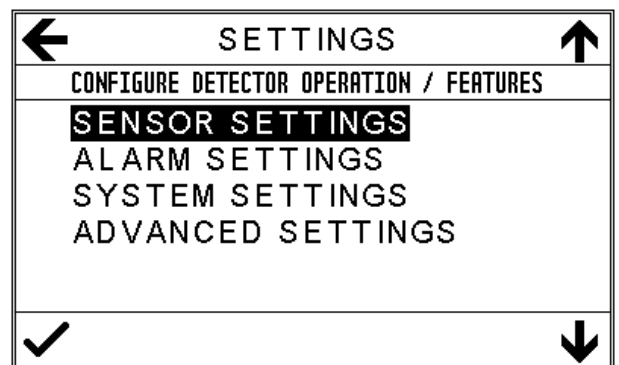 SETTINGS
CONFIGURE DETECTOR OPERATION / FEATURES
SENSOR SETTINGS
ALARM SETTINGS
SYSTEM SETTINGS
ADVANCED SETTINGS